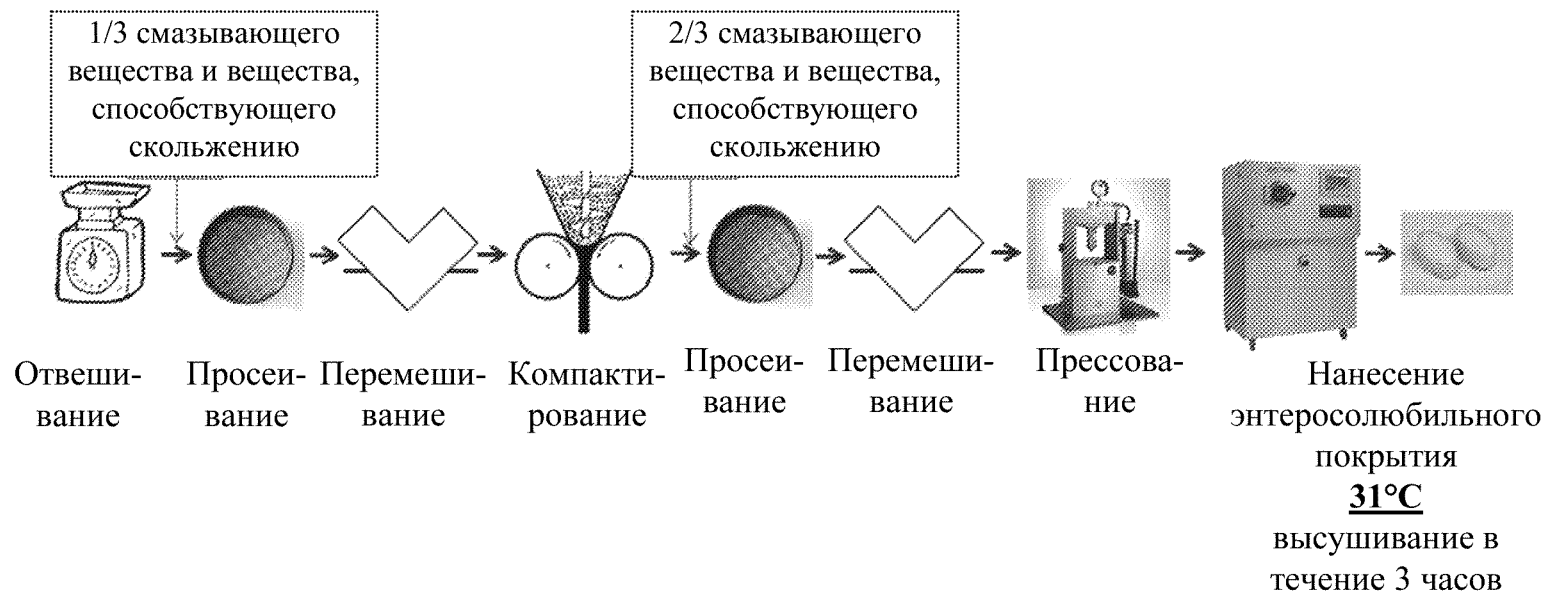 1/3 смазывающего
вещества и вещества,
способствующего
скольжению
2/3 смазывающего
вещества и вещества,
способствующего
скольжению
Отвеши-
вание
Просеи-
вание
Перемеши-
вание
Компакти-
рование
Просеи-
вание
Перемеши-
вание
Прессова-
ние
Нанесение
энтеросолюбильного
покрытия
31°C
высушивание в
течение 3 часов